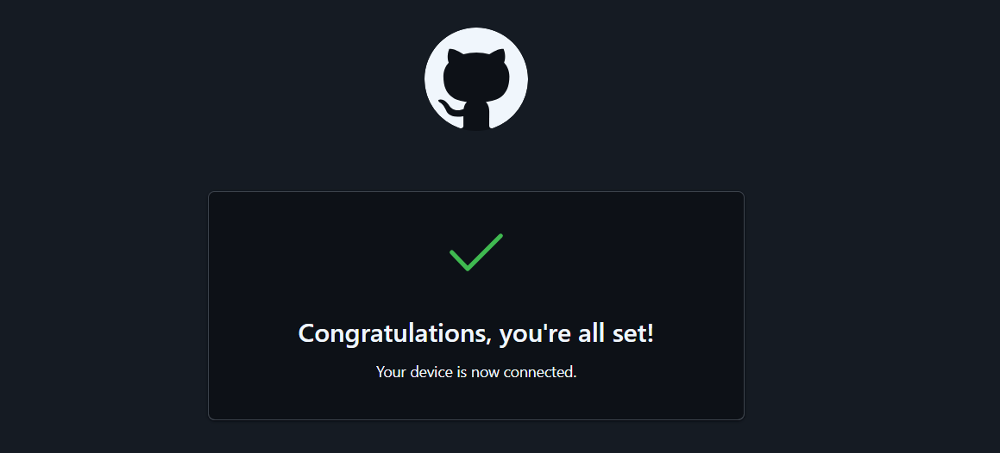 Congratulations, you're all set!
Your device is now connected.